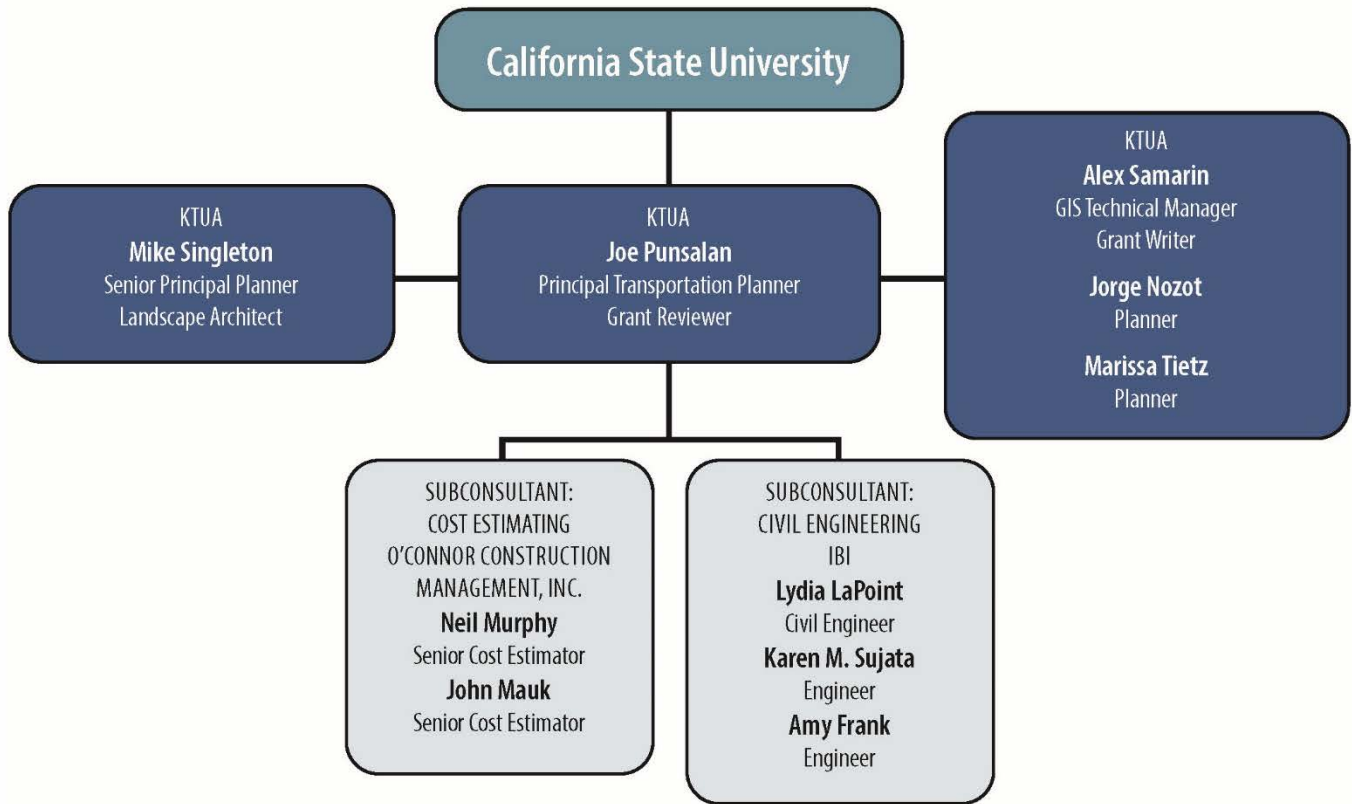 California State University
KTUA
Mike Singleton
Senior Principal Planner
Landscape Architect
KTUA
Joe Punsalan
Principal Transportation Planner
Grant Reviewer
KTUA
Alex Samarin
GIS Technical Manager
Grant Writer
Jorge Nozot
Planner
Marissa Tietz
Planner
SUBCONSULTANT:
COST ESTIMATING
O'CONNOR CONSTRUCTION
MANAGEMENT, INC.
Neil Murphy
Senior Cost Estimator
John Mauk
Senior Cost Estimator
SUBCONSULTANT:
CIVIL ENGINEERING
IBI
Lydia LaPoint
Civil Engineer
Karen M. Sujata
Engineer
Amy Frank
Engineer